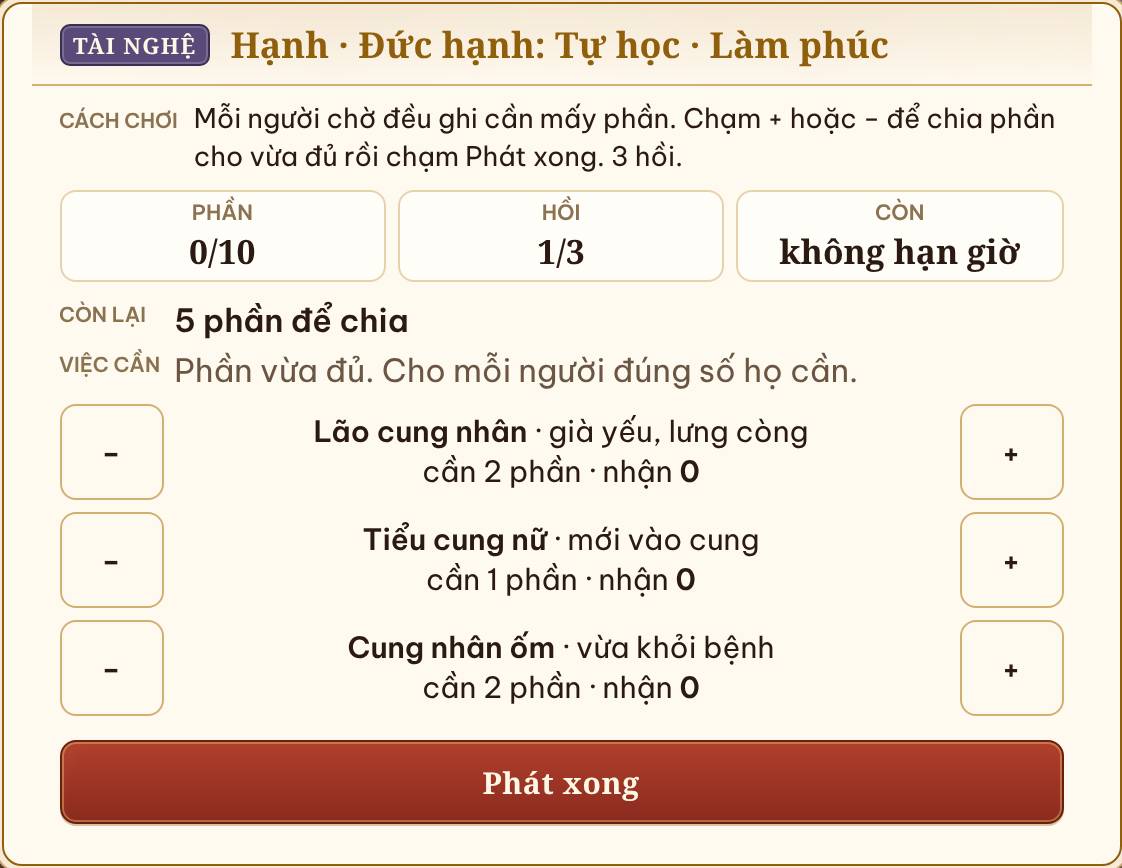 TÀI NGHỆ Hạnh · Đức hạnh: Tự học · Làm phúc
CÁCH CHƠI Mỗi người chờ đều ghi cần mấy phần. Chạm + hoặc − để chia phần
cho vừa đủ rồi chạm Phát xong. 3 hồi.
PHẦN HỒI CÒN
0/10 1/3 không hạn giờ
CÒN LẠI 5 phần để chia
VIỆC CẦN Phần vừa đủ. Cho mỗi người đúng số họ cần.
Lão cung nhân · già yếu, lưng còng
− cần 2 phần · nhận 0 +
Tiểu cung nữ · mới vào cung
− cần 1 phần · nhận 0 +
Cung nhân ốm · vừa khỏi bệnh
− cần 2 phần · nhận 0 +
Phát xong